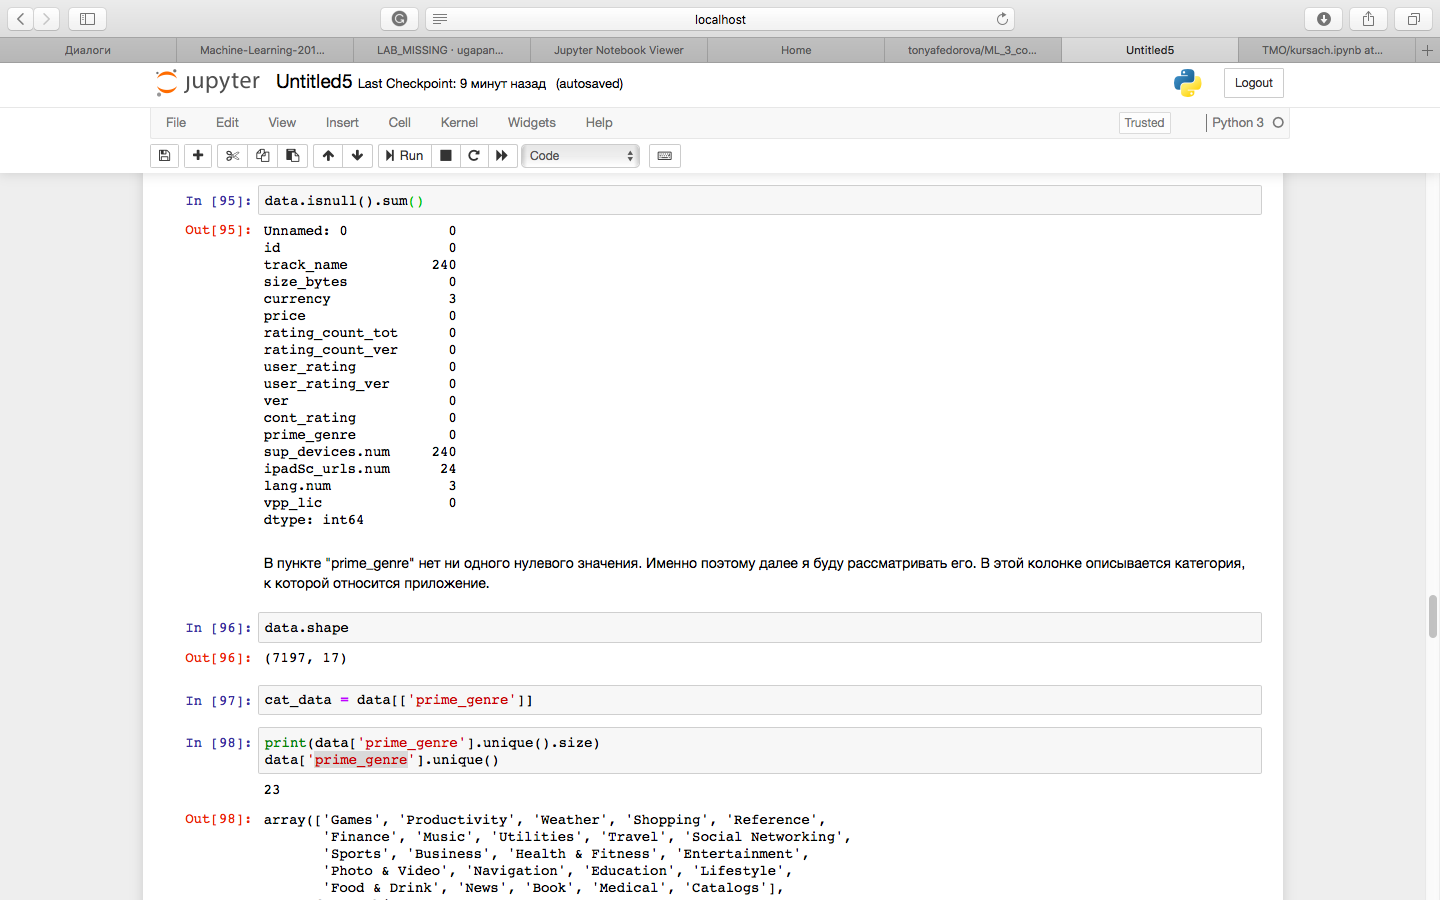 localhost
Диалоги
Machine-Learning-201...
LAB_MISSING · ugapan...
Jupyter Notebook Viewer
Home
tonyafedorova/ML_3_co...
Untitled5
TMO/kursach.ipynb at...
jupyter Untitled5 Last Checkpoint: 9 минут назад (autosaved)
Logout
File Edit View Insert Cell Kernel Widgets Help
Trusted
Python 3
Run
Code
In [95]: data.isnull().sum()
Out[95]: Unnamed: 0 0
id 0
track_name 240
size_bytes 0
currency 3
price 0
rating_count_tot 0
rating_count_ver 0
user_rating 0
user_rating_ver 0
ver 0
cont_rating 0
prime_genre 0
sup_devices.num 240
ipadSc_urls.num 24
lang.num 3
vpp_lic 0
dtype: int64
В пункте "prime_genre" нет ни одного нулевого значения. Именно поэтому далее я буду рассматривать его. В этой колонке описывается категория,
к которой относится приложение.
In [96]: data.shape
Out[96]: (7197, 17)
In [97]: cat_data = data[['prime_genre']]
In [98]: print(data['prime_genre'].unique().size)
data['prime_genre'].unique()
23
Out[98]: array(['Games', 'Productivity', 'Weather', 'Shopping', 'Reference',
'Finance', 'Music', 'Utilities', 'Travel', 'Social Networking',
'Sports', 'Business', 'Health & Fitness', 'Entertainment',
'Photo & Video', 'Navigation', 'Education', 'Lifestyle',
'Food & Drink', 'News', 'Book', 'Medical', 'Catalogs'],